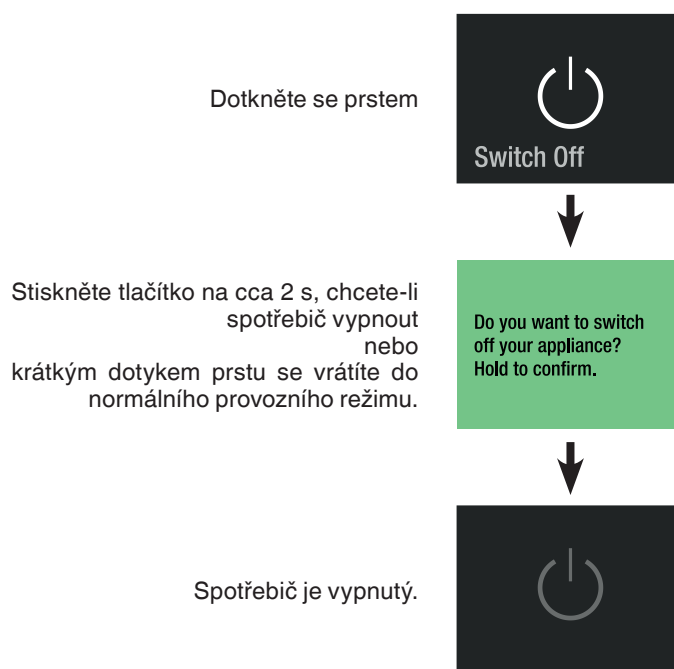 Dotkněte se prstem
Switch Off
Stiskněte tlačítko na cca 2 s, chcete-li
spotřebič vypnout
nebo
krátkým dotykem prstu se vrátíte do
normálního provozního režimu.
Do you want to switch
off your appliance?
Hold to confirm.
Spotřebič je vypnutý.